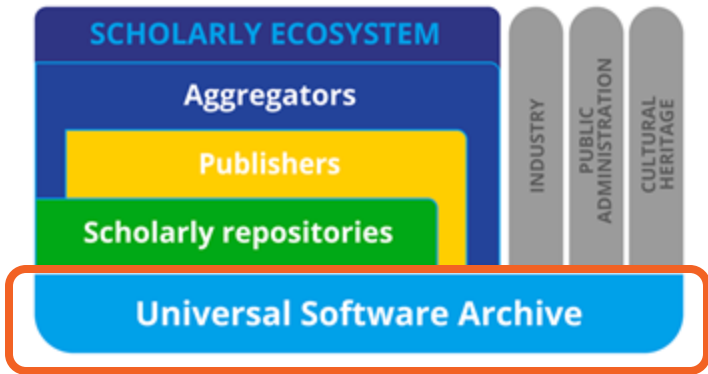 SCHOLARLY ECOSYSTEM
Aggregators
Publishers
Scholarly repositories
Universal Software Archive
INDUSTRY
PUBLIC
ADMINISTRATION
CULTURAL
HERITAGE